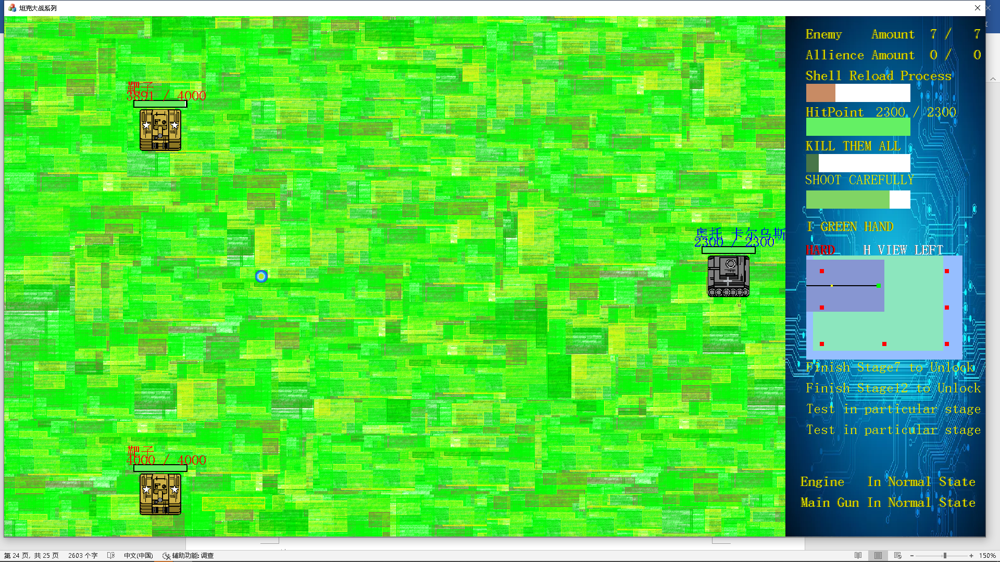 坦克大战系列
Enemy Amount 7 / 7
Allience Amount 0 / 0
Shell Reload Process
靶子
3891 / 4000
HitPoint 2300 / 2300
KILL THEM ALL
SHOOT CAREFULLY
I GREEN HAND
奥托 卡尔乌斯
2300 / 2300
HARD H VIEW LEFT
Finish Stage7 to Unlock
Finish Stage12 to Unlock
Test in particular stage
Test in particular stage
靶子
4000 / 4000
Engine In Normal State
Main Gun In Normal State
第 24 页, 共 25 页 2603 个字 中文(中国) 辅助功能: 调查 150%